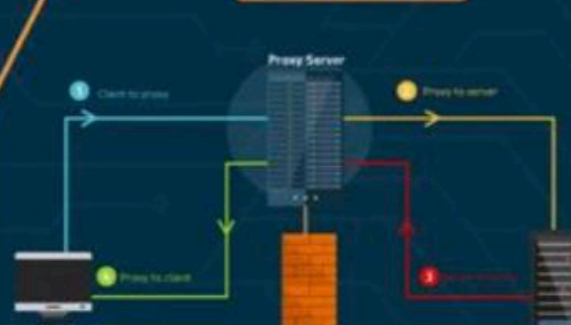 Proxy Server
1 Client to proxy
2 Proxy to server
4 Proxy to client
3